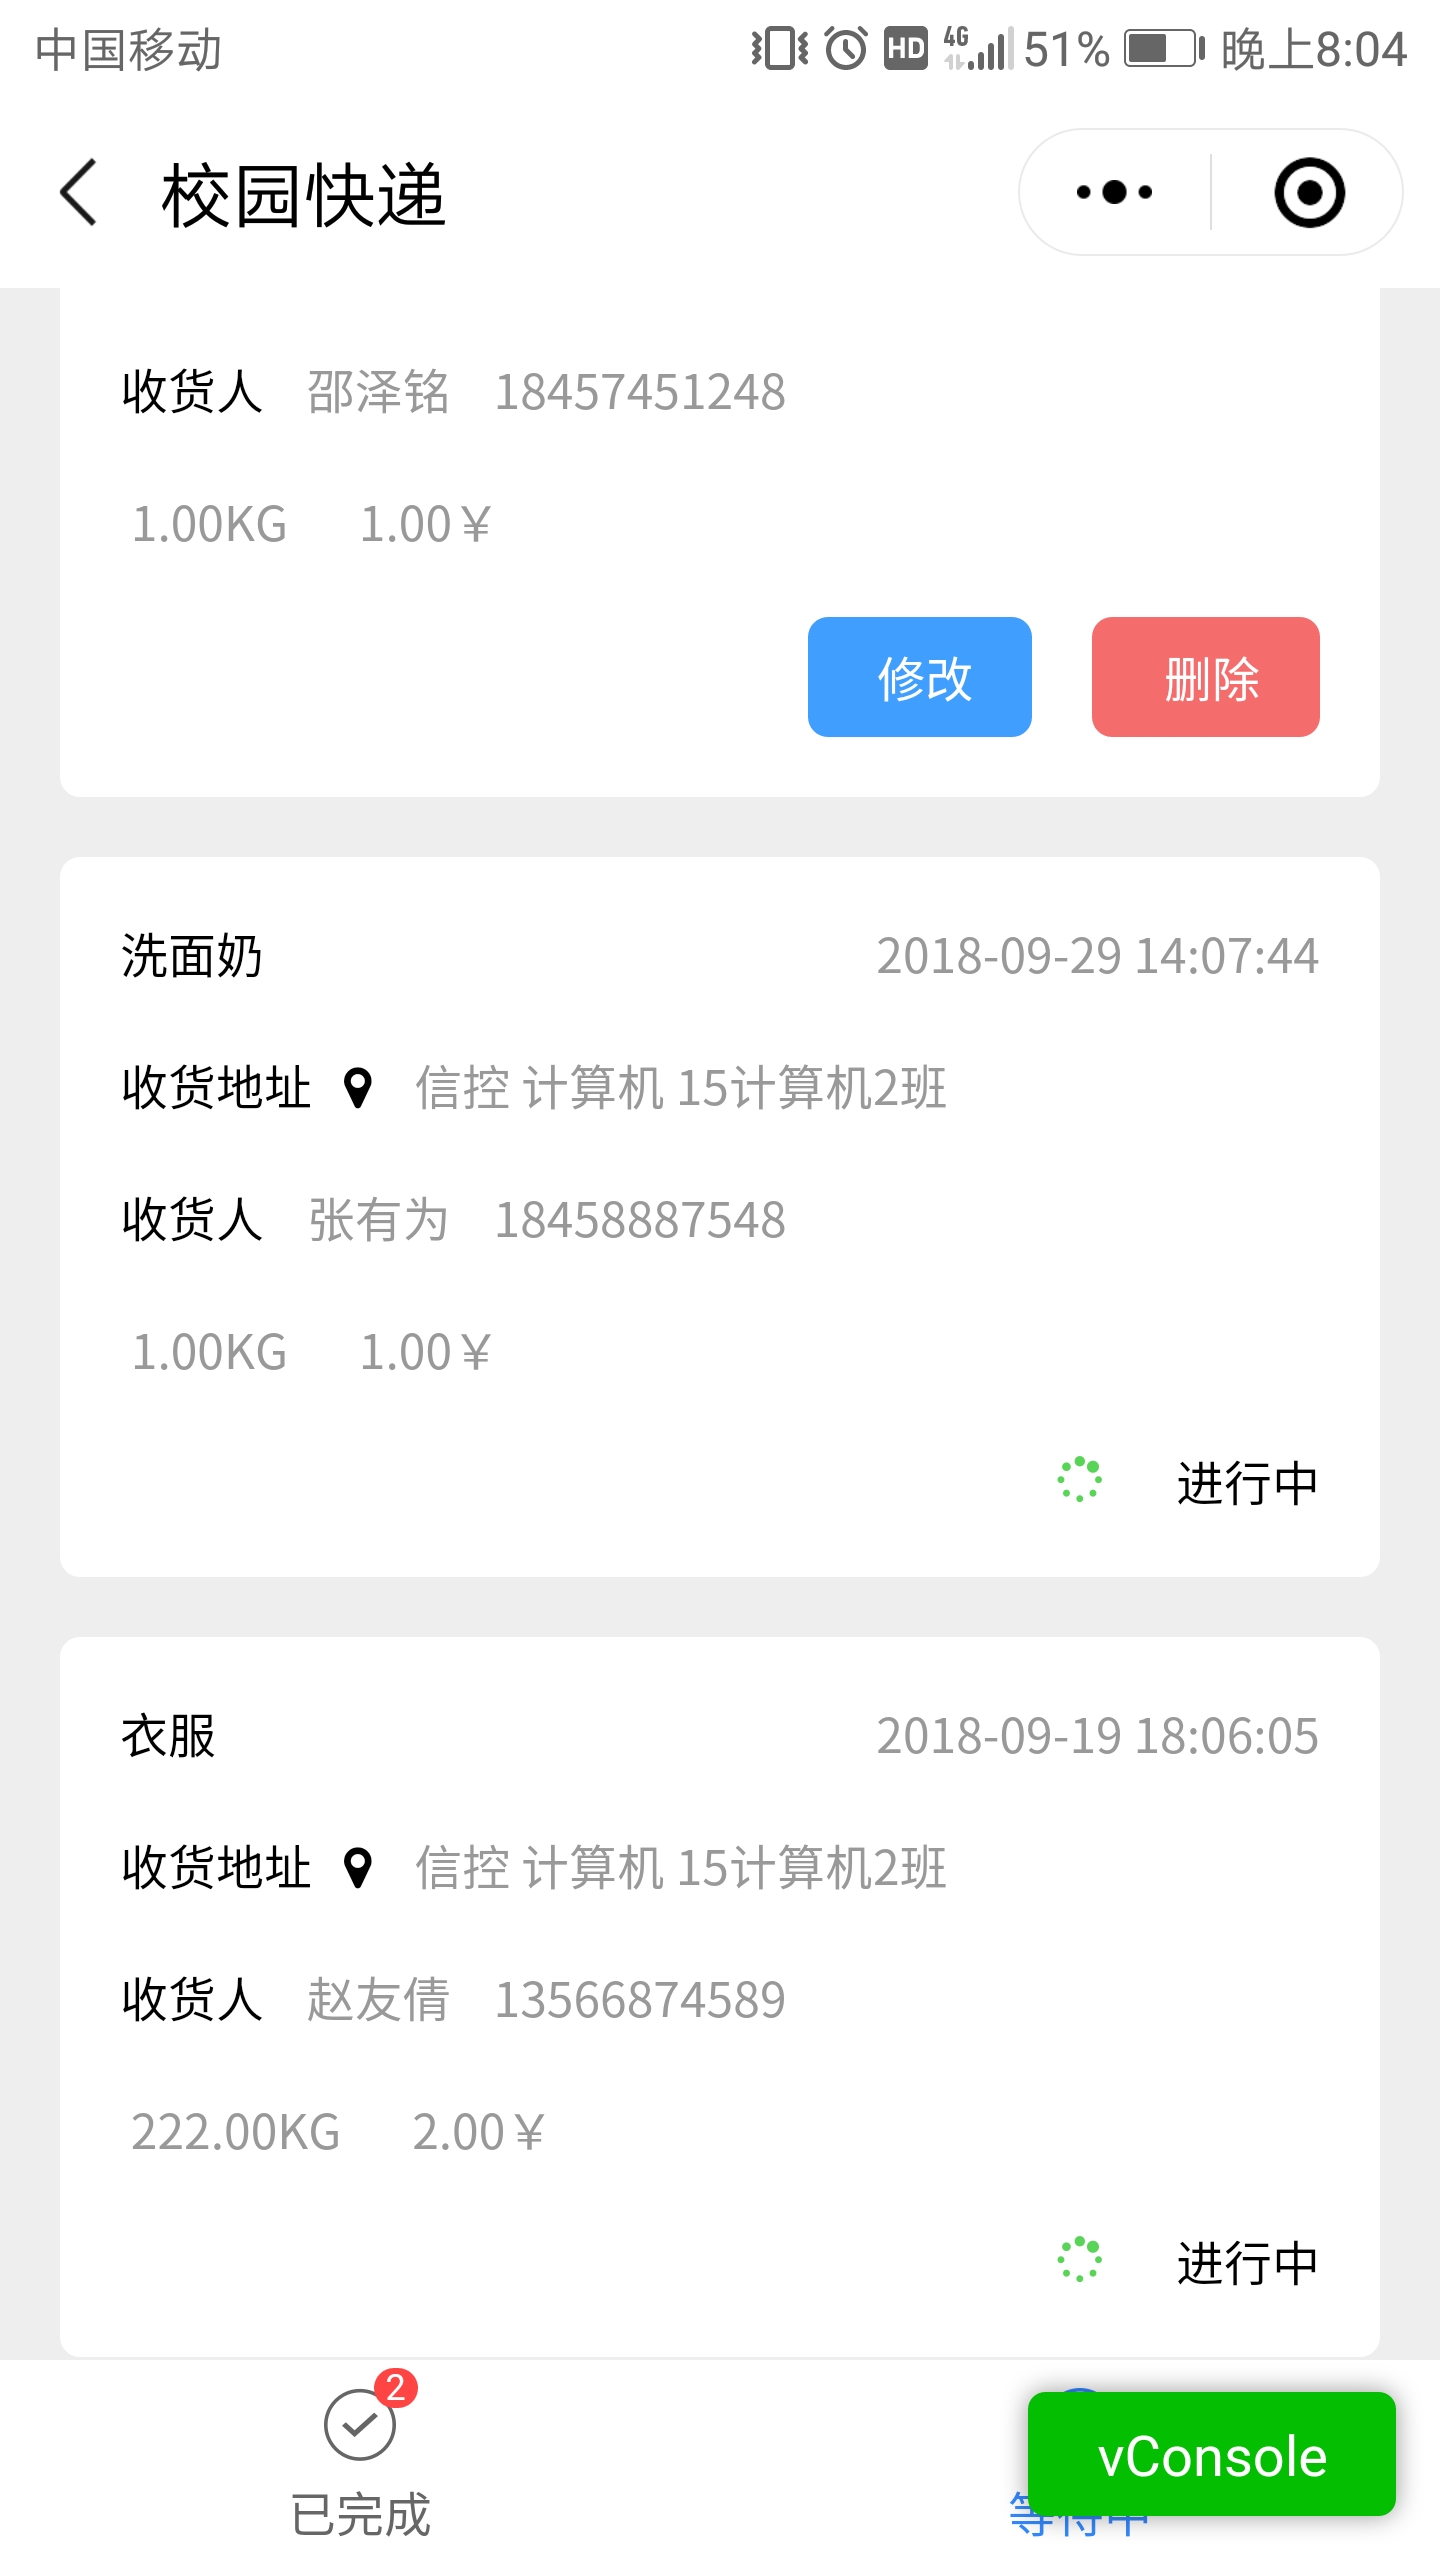 中国移动 HD 4G 51% 晚上8:04
校园快递
收货人 邵泽铭 18457451248
1.00KG 1.00￥
修改 删除
洗面奶 2018-09-29 14:07:44
收货地址 信控 计算机 15计算机2班
收货人 张有为 18458887548
1.00KG 1.00￥
进行中
衣服 2018-09-19 18:06:05
收货地址 信控 计算机 15计算机2班
收货人 赵友倩 13566874589
222.00KG 2.00￥
进行中
2
vConsole
已完成 等待中